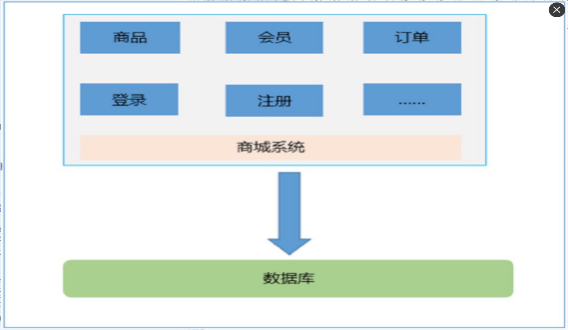 商品 会员 订单
登录 注册 ......
商城系统
数据库